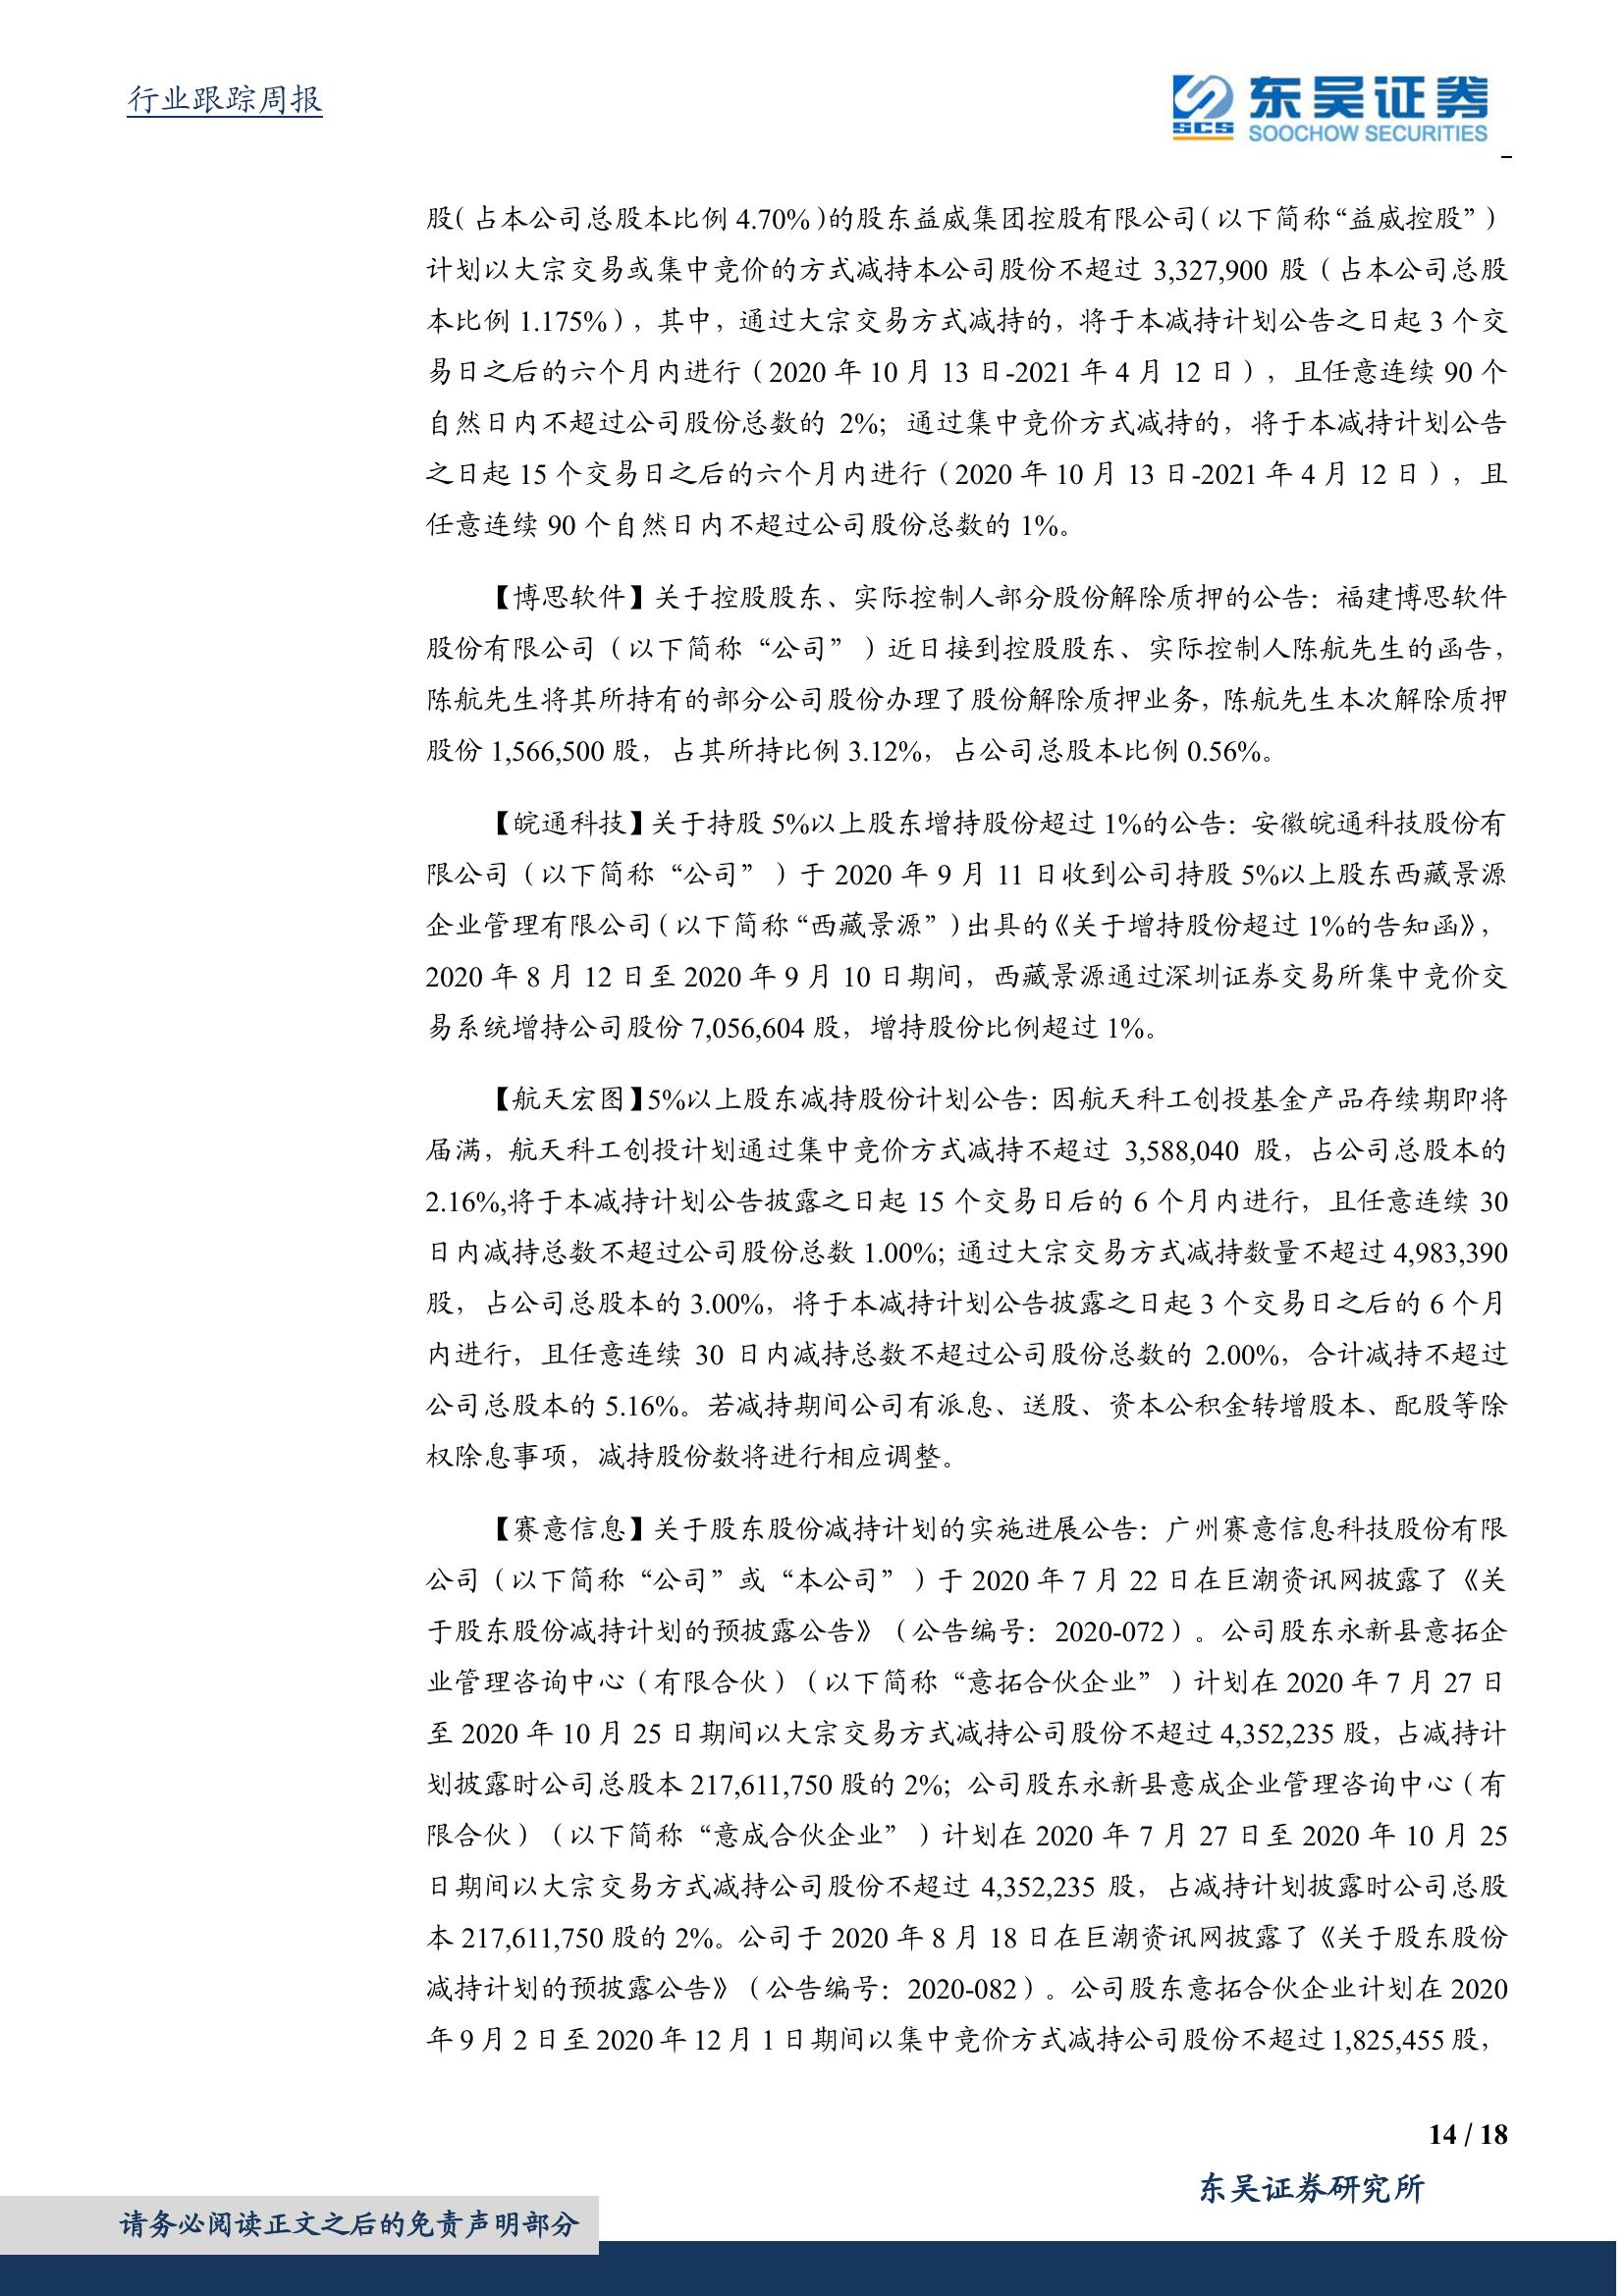 行业跟踪周报
SCS
东吴证券
SOOCHOW SECURITIES
股（占本公司总股本比例 4.70%）的股东益威集团控股有限公司（以下简称“益威控股”）
计划以大宗交易或集中竞价的方式减持本公司股份不超过 3,327,900 股（占本公司总股
本比例 1.175%），其中，通过大宗交易方式减持的，将于本减持计划公告之日起 3 个交
易日之后的六个月内进行（2020 年 10 月 13 日-2021 年 4 月 12 日），且任意连续 90 个
自然日内不超过公司股份总数的 2%；通过集中竞价方式减持的，将于本减持计划公告
之日起 15 个交易日之后的六个月内进行（2020 年 10 月 13 日-2021 年 4 月 12 日），且
任意连续 90 个自然日内不超过公司股份总数的 1%。
【博思软件】关于控股股东、实际控制人部分股份解除质押的公告：福建博思软件
股份有限公司（以下简称“公司”）近日接到控股股东、实际控制人陈航先生的函告，
陈航先生将其所持有的部分公司股份办理了股份解除质押业务，陈航先生本次解除质押
股份 1,566,500 股，占其所持比例 3.12%，占公司总股本比例 0.56%。
【皖通科技】关于持股 5%以上股东增持股份超过 1%的公告：安徽皖通科技股份有
限公司（以下简称“公司”）于 2020 年 9 月 11 日收到公司持股 5%以上股东西藏景源
企业管理有限公司（以下简称“西藏景源”）出具的《关于增持股份超过 1%的告知函》，
2020 年 8 月 12 日至 2020 年 9 月 10 日期间，西藏景源通过深圳证券交易所集中竞价交
易系统增持公司股份 7,056,604 股，增持股份比例超过 1%。
【航天宏图】5%以上股东减持股份计划公告：因航天科工创投基金产品存续期即将
届满，航天科工创投计划通过集中竞价方式减持不超过 3,588,040 股，占公司总股本的
2.16%,将于本减持计划公告披露之日起 15 个交易日后的 6 个月内进行，且任意连续 30
日内减持总数不超过公司股份总数 1.00%；通过大宗交易方式减持数量不超过 4,983,390
股，占公司总股本的 3.00%，将于本减持计划公告披露之日起 3 个交易日之后的 6 个月
内进行，且任意连续 30 日内减持总数不超过公司股份总数的 2.00%，合计减持不超过
公司总股本的 5.16%。若减持期间公司有派息、送股、资本公积金转增股本、配股等除
权除息事项，减持股份数将进行相应调整。
【赛意信息】关于股东股份减持计划的实施进展公告：广州赛意信息科技股份有限
公司（以下简称“公司”或“本公司”）于 2020 年 7 月 22 日在巨潮资讯网披露了《关
于股东股份减持计划的预披露公告》（公告编号：2020-072）。公司股东永新县意拓企
业管理咨询中心（有限合伙）（以下简称“意拓合伙企业”）计划在 2020 年 7 月 27 日
至 2020 年 10 月 25 日期间以大宗交易方式减持公司股份不超过 4,352,235 股，占减持计
划披露时公司总股本 217,611,750 股的 2%；公司股东永新县意成企业管理咨询中心（有
限合伙）（以下简称“意成合伙企业”）计划在 2020 年 7 月 27 日至 2020 年 10 月 25
日期间以大宗交易方式减持公司股份不超过 4,352,235 股，占减持计划披露时公司总股
本 217,611,750 股的 2%。公司于 2020 年 8 月 18 日在巨潮资讯网披露了《关于股东股份
减持计划的预披露公告》（公告编号：2020-082）。公司股东意拓合伙企业计划在 2020
年 9 月 2 日至 2020 年 12 月 1 日期间以集中竞价方式减持公司股份不超过 1,825,455 股，
14 / 18
东吴证券研究所
请务必阅读正文之后的免责声明部分